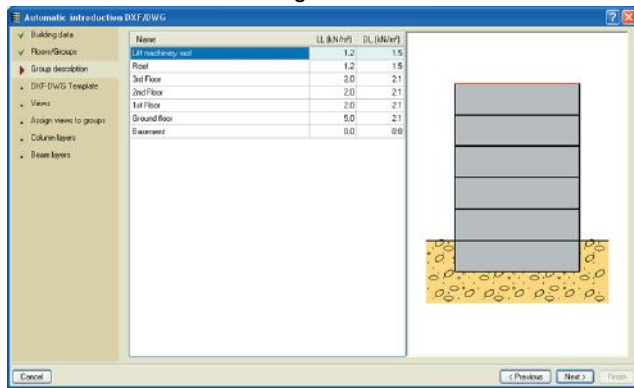 Automatic introduction DXF/DWG
Building data
Floors/Groups
Group description
DXF-DWG Template
Views
Assign views to groups
Column layers
Beam layers
Name LL (kN/m²) DL (kN/m²)
Lift machinery roof 1.2 1.5
Roof 1.2 1.5
3rd Floor 2.0 2.1
2nd Floor 2.0 2.1
1st Floor 2.0 2.1
Ground floor 5.0 2.1
Basement 0.0 0.0
Cancel
< Previous Next > Finish